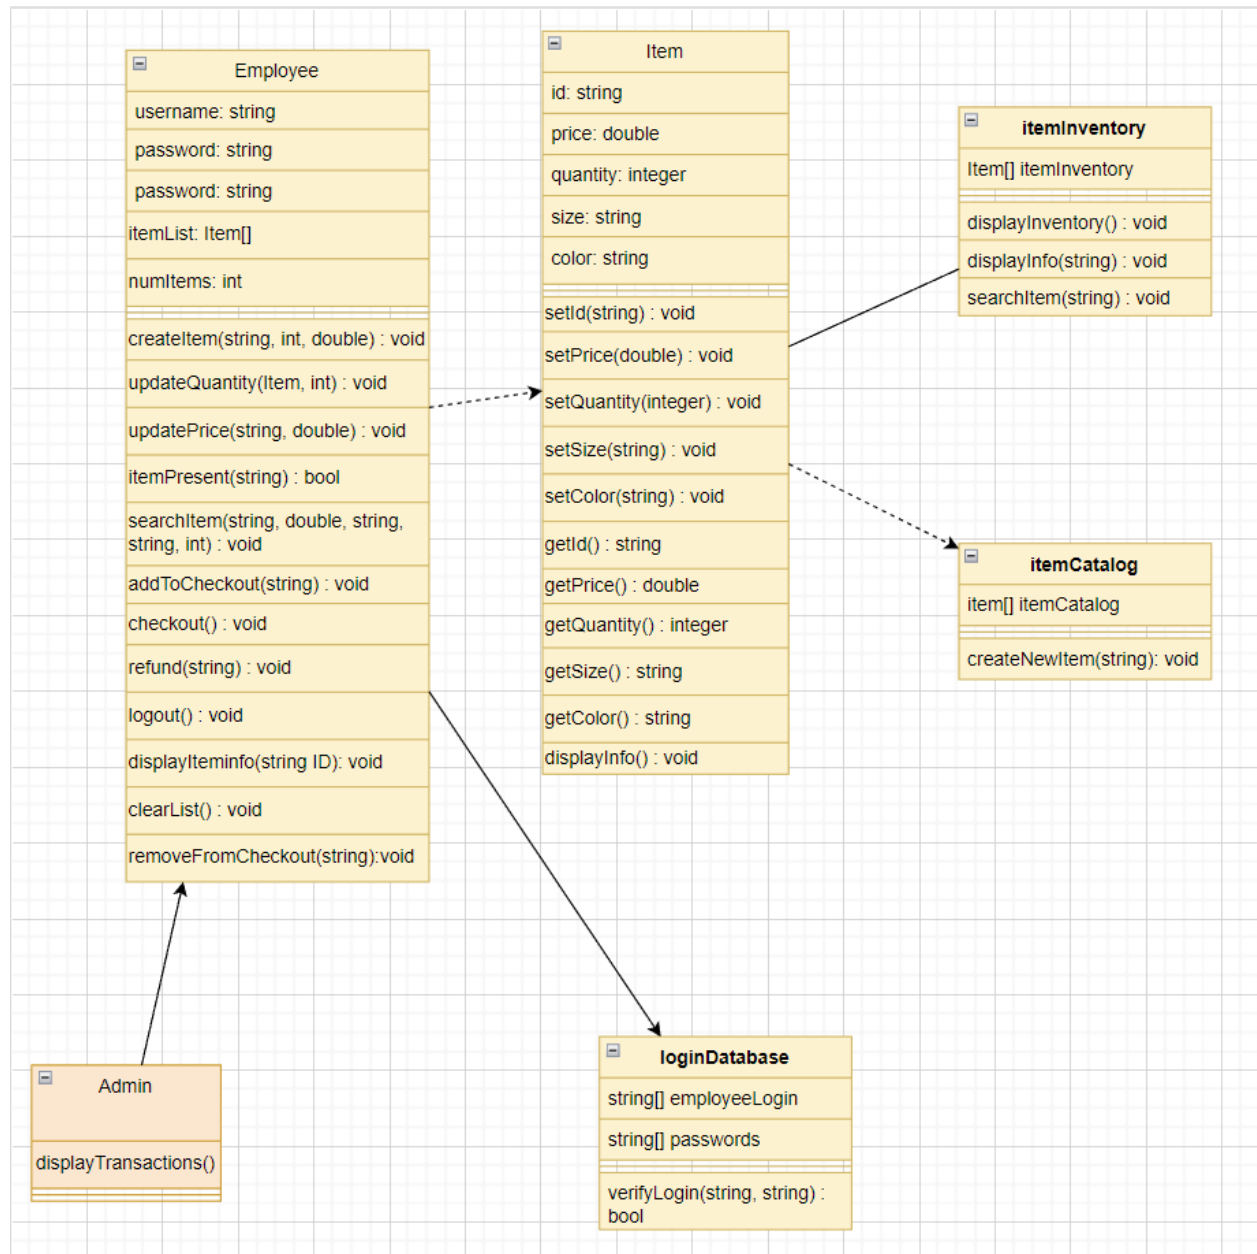 Employee
username: string
password: string
password: string
itemList: Item[]
numItems: int
createItem(string, int, double) : void
updateQuantity(Item, int) : void
updatePrice(string, double) : void
itemPresent(string) : bool
searchItem(string, double, string,
string, int) : void
addToCheckout(string) : void
checkout() : void
refund(string) : void
logout() : void
displayIteminfo(string ID): void
clearList() : void
removeFromCheckout(string):void
Item
id: string
price: double
quantity: integer
size: string
color: string
setId(string) : void
setPrice(double) : void
setQuantity(integer) : void
setSize(string) : void
setColor(string) : void
getId() : string
getPrice() : double
getQuantity() : integer
getSize() : string
getColor() : string
displayInfo() : void
itemInventory
Item[] itemInventory
displayInventory() : void
displayInfo(string) : void
searchItem(string) : void
itemCatalog
item[] itemCatalog
createNewItem(string): void
Admin
displayTransactions()
loginDatabase
string[] employeeLogin
string[] passwords
verifyLogin(string, string) :
bool